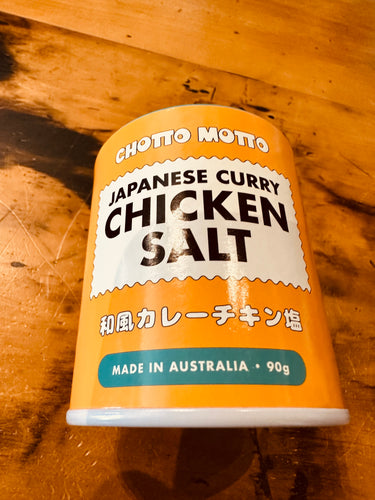 CHOTTO MOTTO
JAPANESE CURRY
CHICKEN
SALT
和風カレーチキン塩
MADE IN AUSTRALIA • 90g